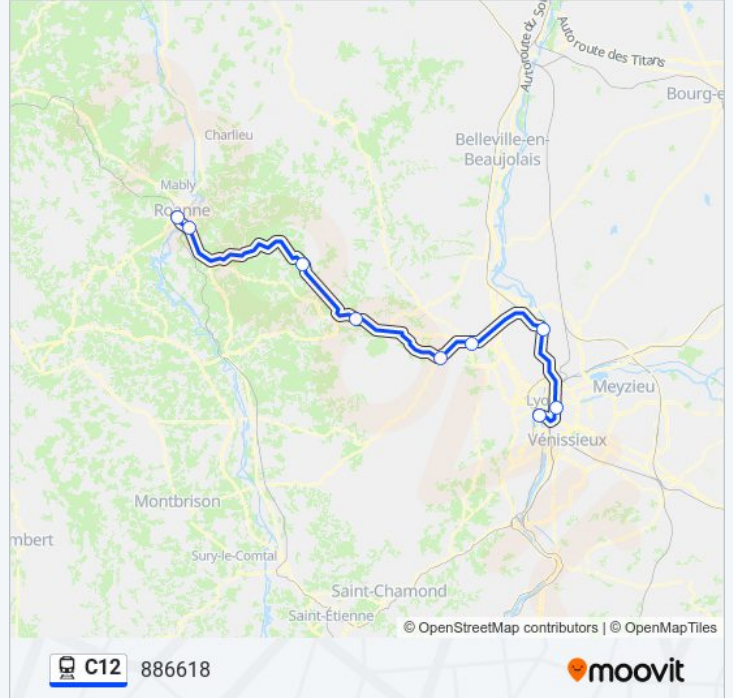 Autoroute du So
Autoroute des Titans
Bourg-e
Charlieu
Belleville-en-
Beaujolais
Mably
Roanne
Meyzieu
Lyo
Vénissieux
Montbrison
mbert
Sury-le-Comtal
Saint-Chamond
Saint-Étienne
© OpenStreetMap contributors | © OpenMapTiles
C12 886618
moovit